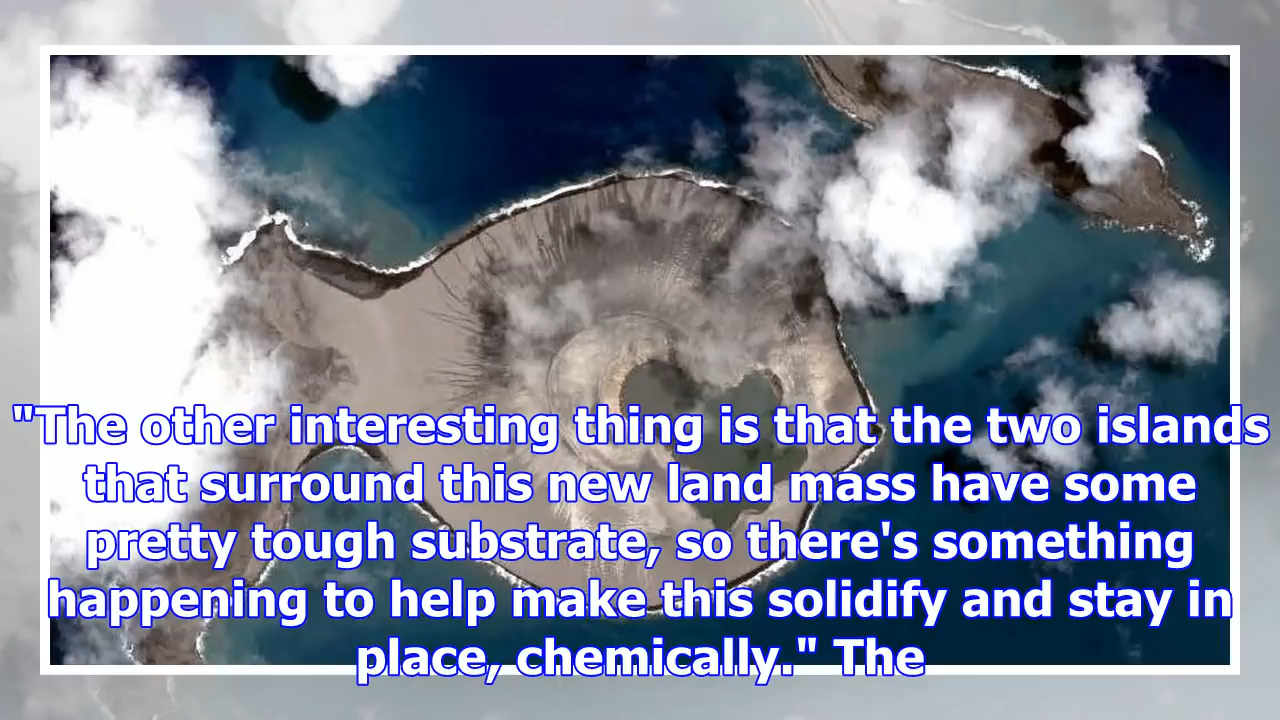 "The other interesting thing is that the two islands
that surround this new land mass have some
pretty tough substrate, so there's something
happening to help make this solidify and stay in
place, chemically." The